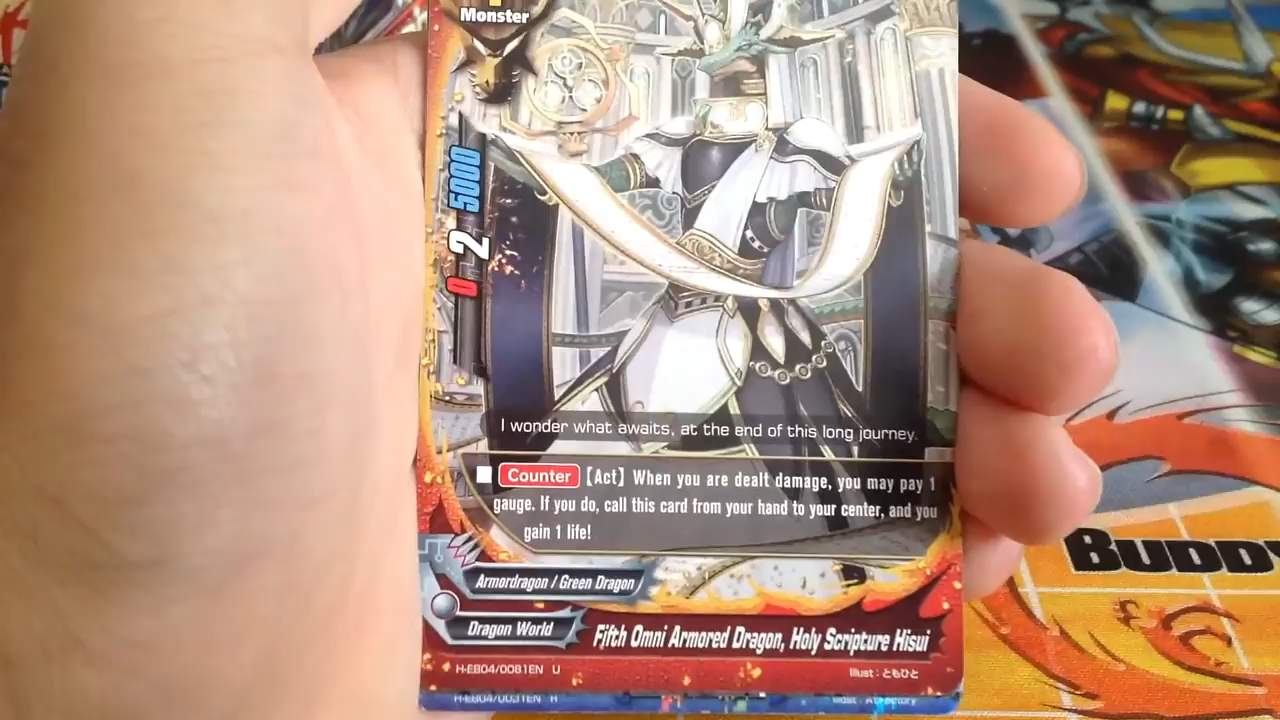 Monster
5000
2
0
I wonder what awaits, at the end of this long journey.
Counter 【Act】 When you are dealt damage, you may pay 1
gauge. If you do, call this card from your hand to your center, and you
gain 1 life!
Armordragon / Green Dragon
Dragon World
Fifth Omni Armored Dragon, Holy Scripture Hisui
H-EB04/0081EN U
Illust : ともひと
H-EB04/0031EN R
BUDDY